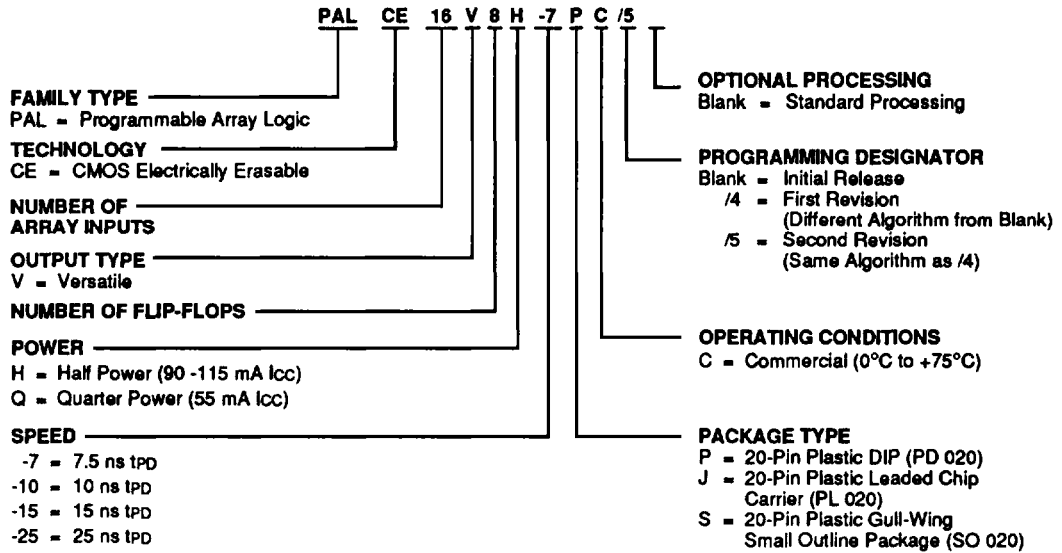 PAL CE 16 V 8 H -7 P C /5
FAMILY TYPE
PAL = Programmable Array Logic
TECHNOLOGY
CE = CMOS Electrically Erasable
NUMBER OF
ARRAY INPUTS
OUTPUT TYPE
V = Versatile
NUMBER OF FLIP-FLOPS
POWER
H = Half Power (90 -115 mA ICC)
Q = Quarter Power (55 mA ICC)
SPEED
-7 = 7.5 ns tPD
-10 = 10 ns tPD
-15 = 15 ns tPD
-25 = 25 ns tPD
OPTIONAL PROCESSING
Blank = Standard Processing
PROGRAMMING DESIGNATOR
Blank = Initial Release
/4 = First Revision
(Different Algorithm from Blank)
/5 = Second Revision
(Same Algorithm as /4)
OPERATING CONDITIONS
C = Commercial (0°C to +75°C)
PACKAGE TYPE
P = 20-Pin Plastic DIP (PD 020)
J = 20-Pin Plastic Leaded Chip
Carrier (PL 020)
S = 20-Pin Plastic Gull-Wing
Small Outline Package (SO 020)